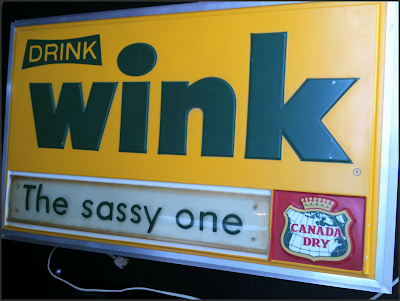 DRINK
wink
®
The sassy one
CANADA
DRY